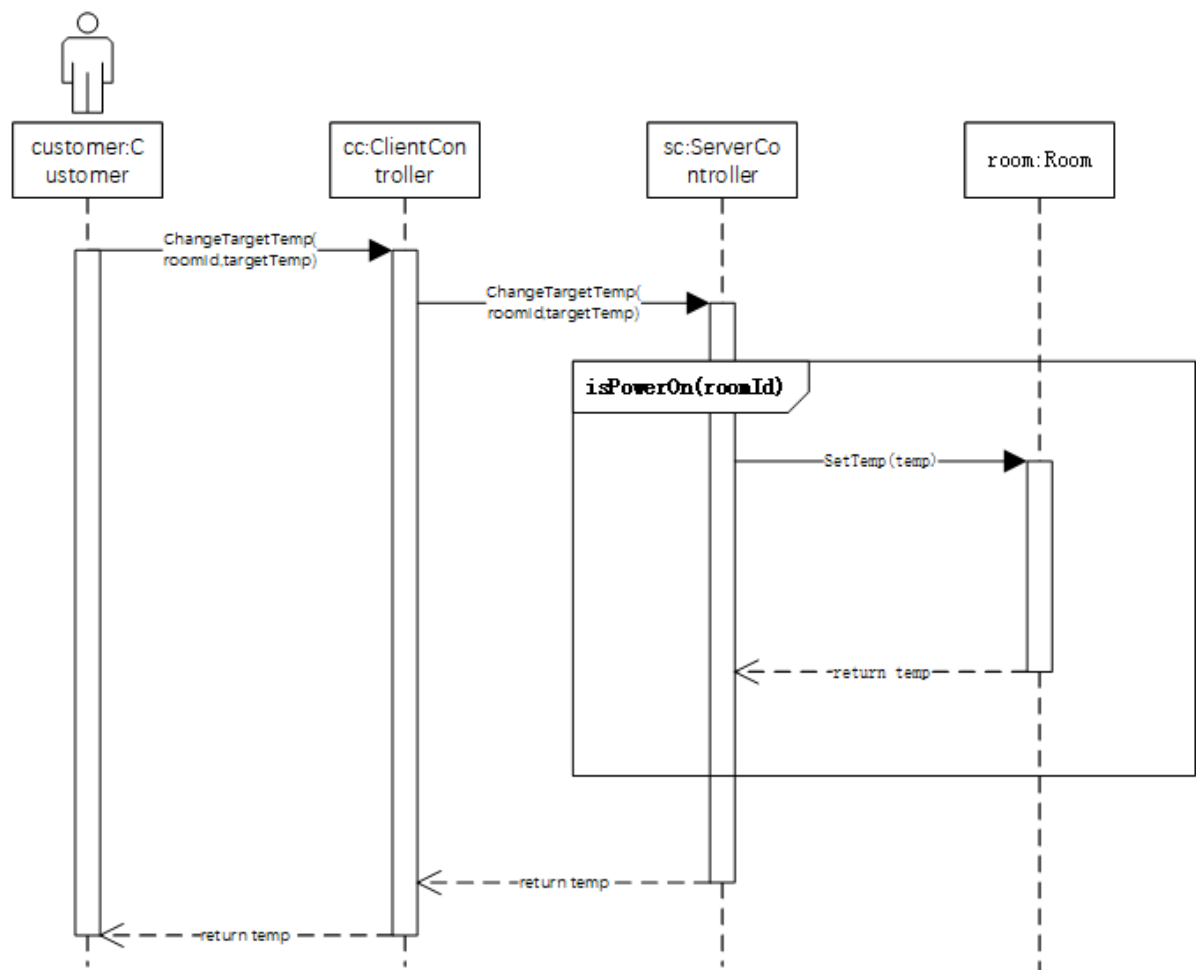 customer:C
ustomer
cc:ClientCon
troller
sc:ServerCo
ntroller
room:Room
ChangeTargetTemp(
roomId,targetTemp)
ChangeTargetTemp(
roomId,targetTemp)
isPowerOn(roomId)
SetTemp(temp)
return temp
return temp
return temp